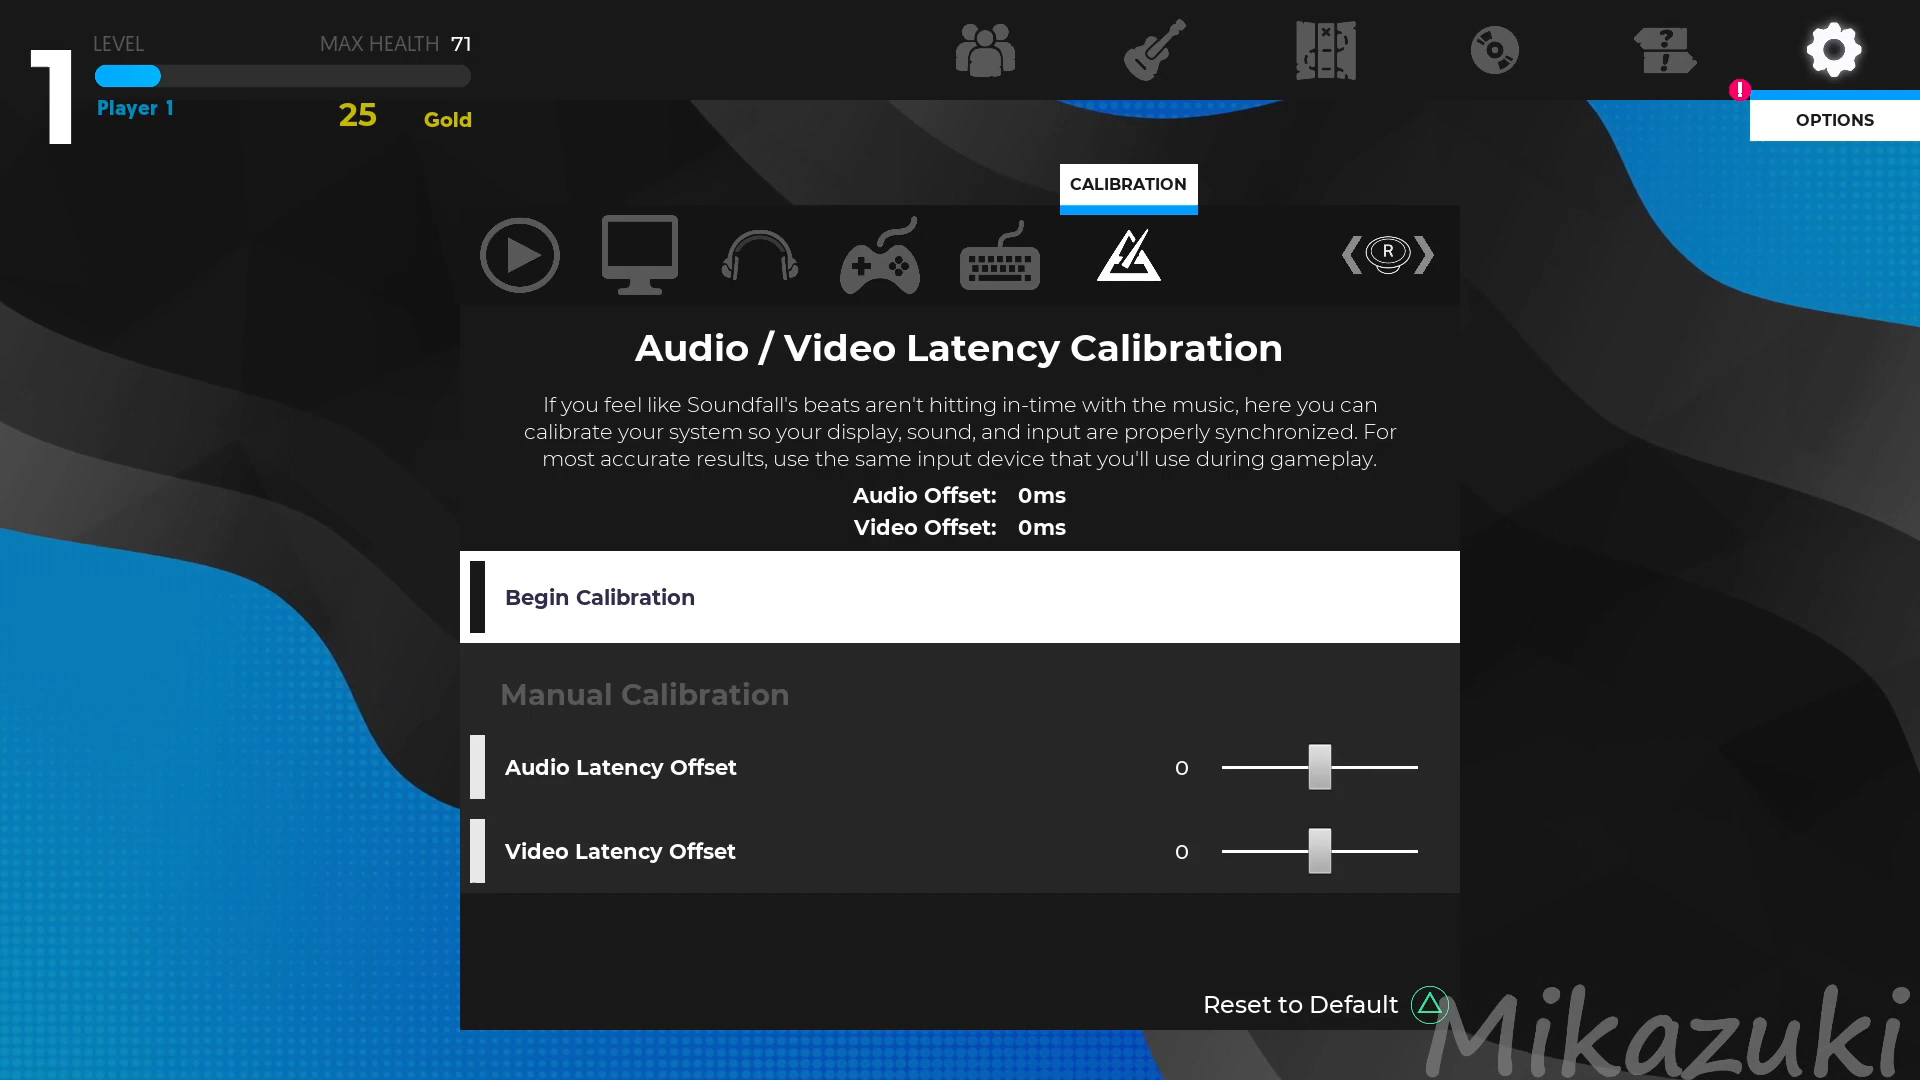 1
LEVEL
MAX HEALTH 71
Player 1
25 Gold
? !
!
OPTIONS
CALIBRATION
R
Audio / Video Latency Calibration
If you feel like Soundfall's beats aren't hitting in-time with the music, here you can
calibrate your system so your display, sound, and input are properly synchronized. For
most accurate results, use the same input device that you'll use during gameplay.
Audio Offset: 0ms
Video Offset: 0ms
Begin Calibration
Manual Calibration
Audio Latency Offset 0
Video Latency Offset 0
Reset to Default
Mikazuki